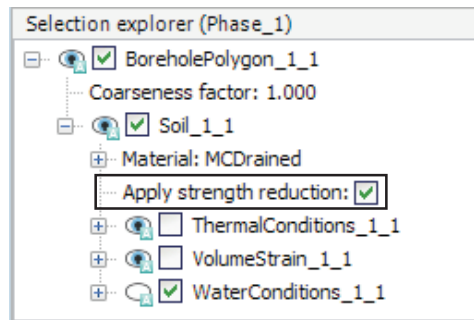 Selection explorer (Phase_1)
BoreholePolygon_1_1
Coarseness factor: 1.000
Soil_1_1
Material: MCDrained
Apply strength reduction:
ThermalConditions_1_1
VolumeStrain_1_1
WaterConditions_1_1